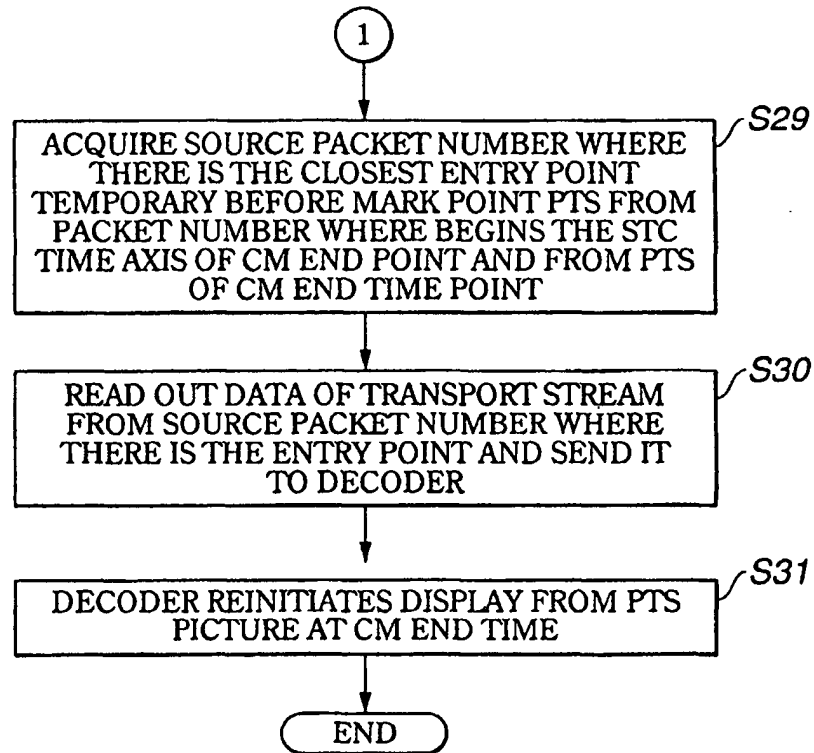 1
S29
ACQUIRE SOURCE PACKET NUMBER WHERE
THERE IS THE CLOSEST ENTRY POINT
TEMPORARY BEFORE MARK POINT PTS FROM
PACKET NUMBER WHERE BEGINS THE STC
TIME AXIS OF CM END POINT AND FROM PTS
OF CM END TIME POINT
S30
READ OUT DATA OF TRANSPORT STREAM
FROM SOURCE PACKET NUMBER WHERE
THERE IS THE ENTRY POINT AND SEND IT
TO DECODER
S31
DECODER REINITIATES DISPLAY FROM PTS
PICTURE AT CM END TIME
END